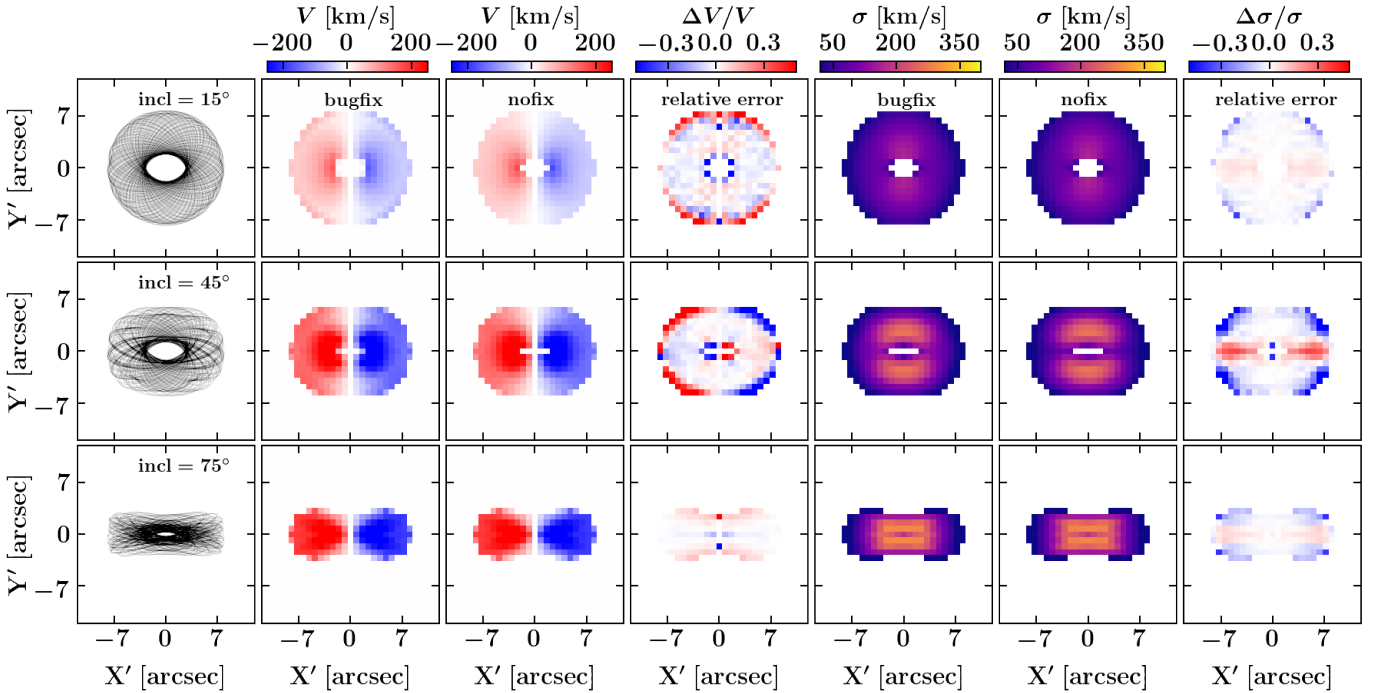 V [km/s] V [km/s] ΔV/V σ [km/s] σ [km/s] Δσ/σ
−200 0 200 −200 0 200 −0.3 0.0 0.3 50 200 350 50 200 350 −0.3 0.0 0.3
incl = 15° bugfix nofix relative error bugfix nofix relative error
Y′ [arcsec] 7 0 −7
incl = 45°
Y′ [arcsec] 7 0 −7
incl = 75°
Y′ [arcsec] 7 0 −7
−7 0 7 −7 0 7 −7 0 7 −7 0 7 −7 0 7 −7 0 7 −7 0 7
X′ [arcsec] X′ [arcsec] X′ [arcsec] X′ [arcsec] X′ [arcsec] X′ [arcsec] X′ [arcsec]